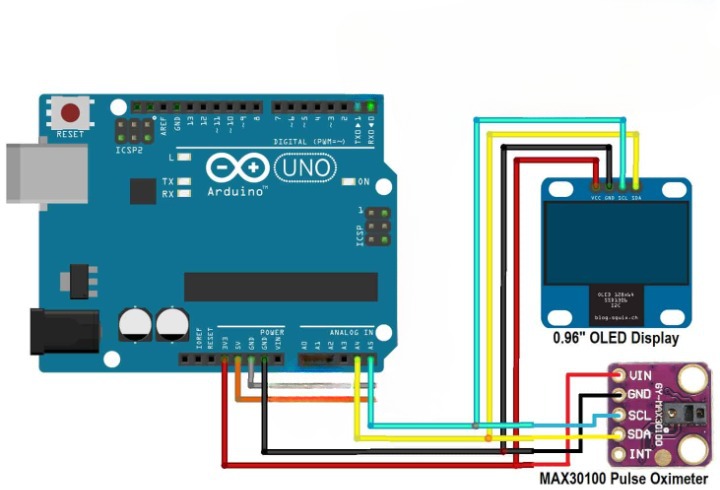 RESET
ICSP2
AREF
GND
13
12
~11
~10
~9
8
7
~6
~5
4
~3
2
TXD▶1
RXD◀0
DIGITAL (PWM=~)
L
TX
RX
Arduino™
UNO
ON
1
ICSP
POWER
ANALOG IN
IOREF
RESET
3V3
5V
GND
GND
VIN
A0
A1
A2
A3
A4
A5
VCC GND SCL SDA
OLED 128x64
SSD1306
I2C
blog.squix.ch
0.96" OLED Display
VIN
GND
SCL
SDA
INT
GY-MAX30100
MAX30100 Pulse Oximeter